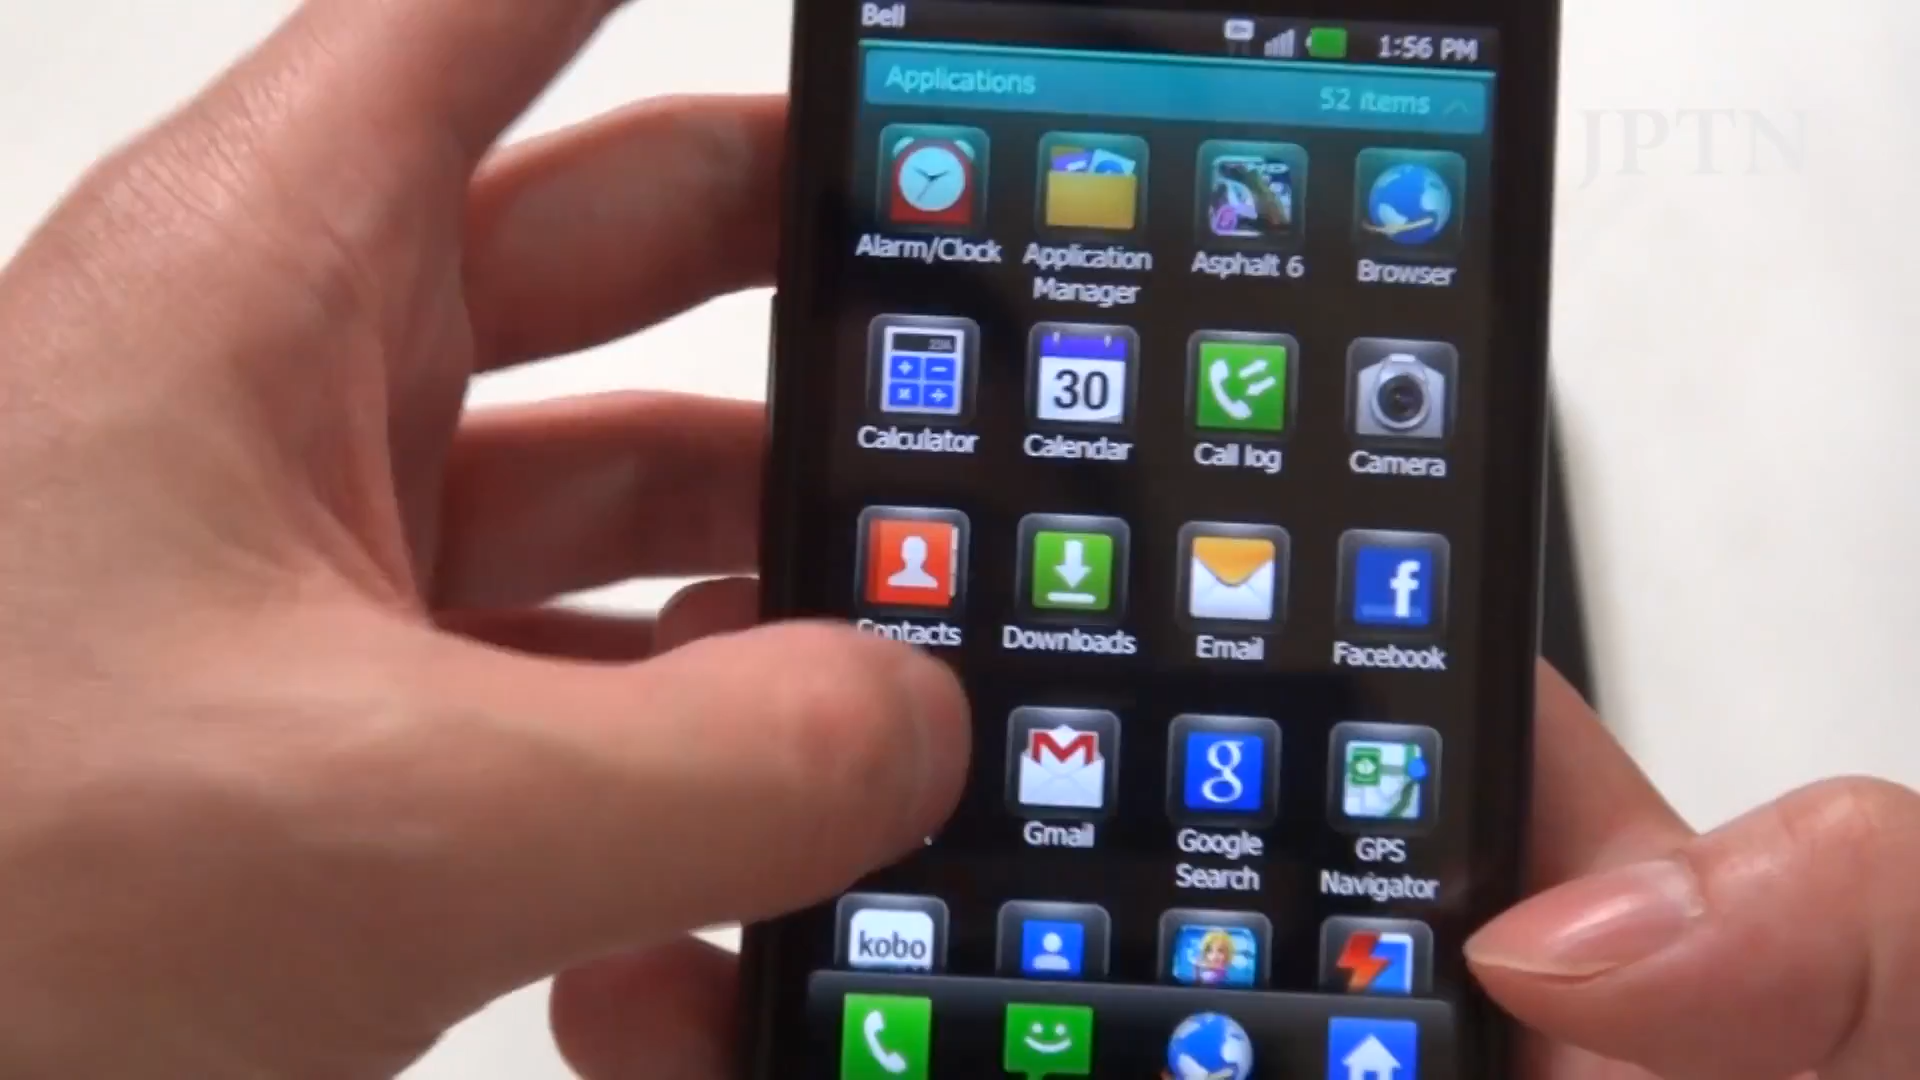 Bell
1:56 PM
Applications
52 items
JPTN
Alarm/Clock
Application
Manager
Asphalt 6
Browser
Calculator
30
Calendar
Call log
Camera
Contacts
Downloads
Email
f
Facebook
Gmail
g
Google
Search
GPS
Navigator
kobo